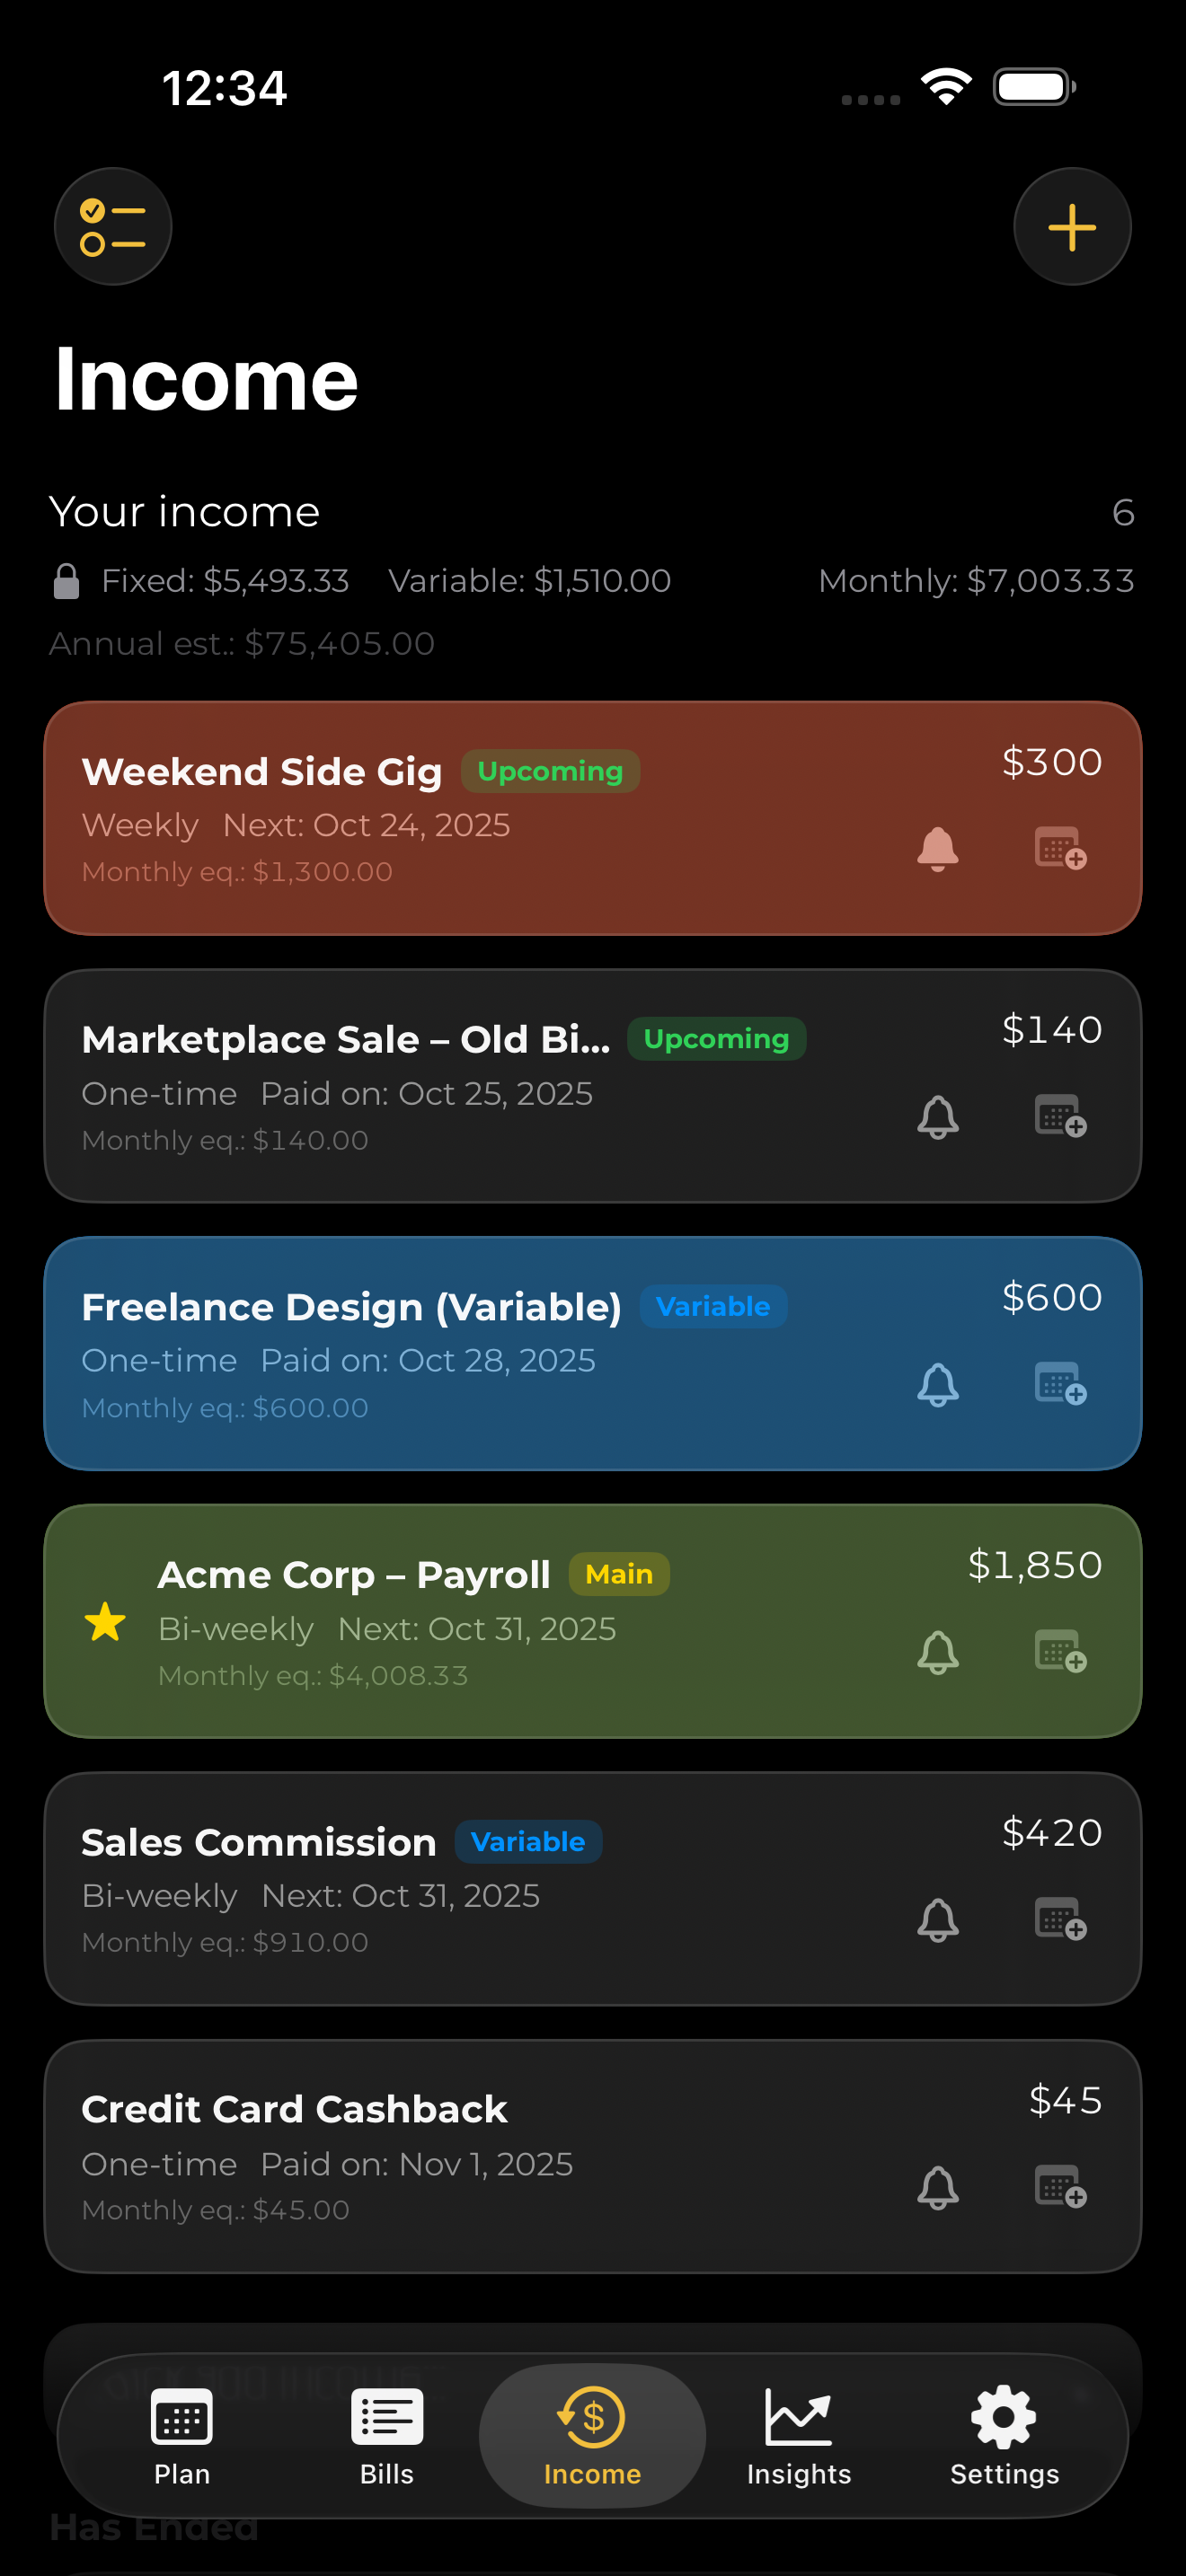 12:34
Income
Your income 6
Fixed: $5,493.33 Variable: $1,510.00 Monthly: $7,003.33
Annual est.: $75,405.00
Weekend Side Gig Upcoming $300
Weekly Next: Oct 24, 2025
Monthly eq.: $1,300.00
Marketplace Sale – Old Bi... Upcoming $140
One-time Paid on: Oct 25, 2025
Monthly eq.: $140.00
Freelance Design (Variable) Variable $600
One-time Paid on: Oct 28, 2025
Monthly eq.: $600.00
Acme Corp – Payroll Main $1,850
Bi-weekly Next: Oct 31, 2025
Monthly eq.: $4,008.33
Sales Commission Variable $420
Bi-weekly Next: Oct 31, 2025
Monthly eq.: $910.00
Credit Card Cashback $45
One-time Paid on: Nov 1, 2025
Monthly eq.: $45.00
Plan Bills Income Insights Settings
Has Ended